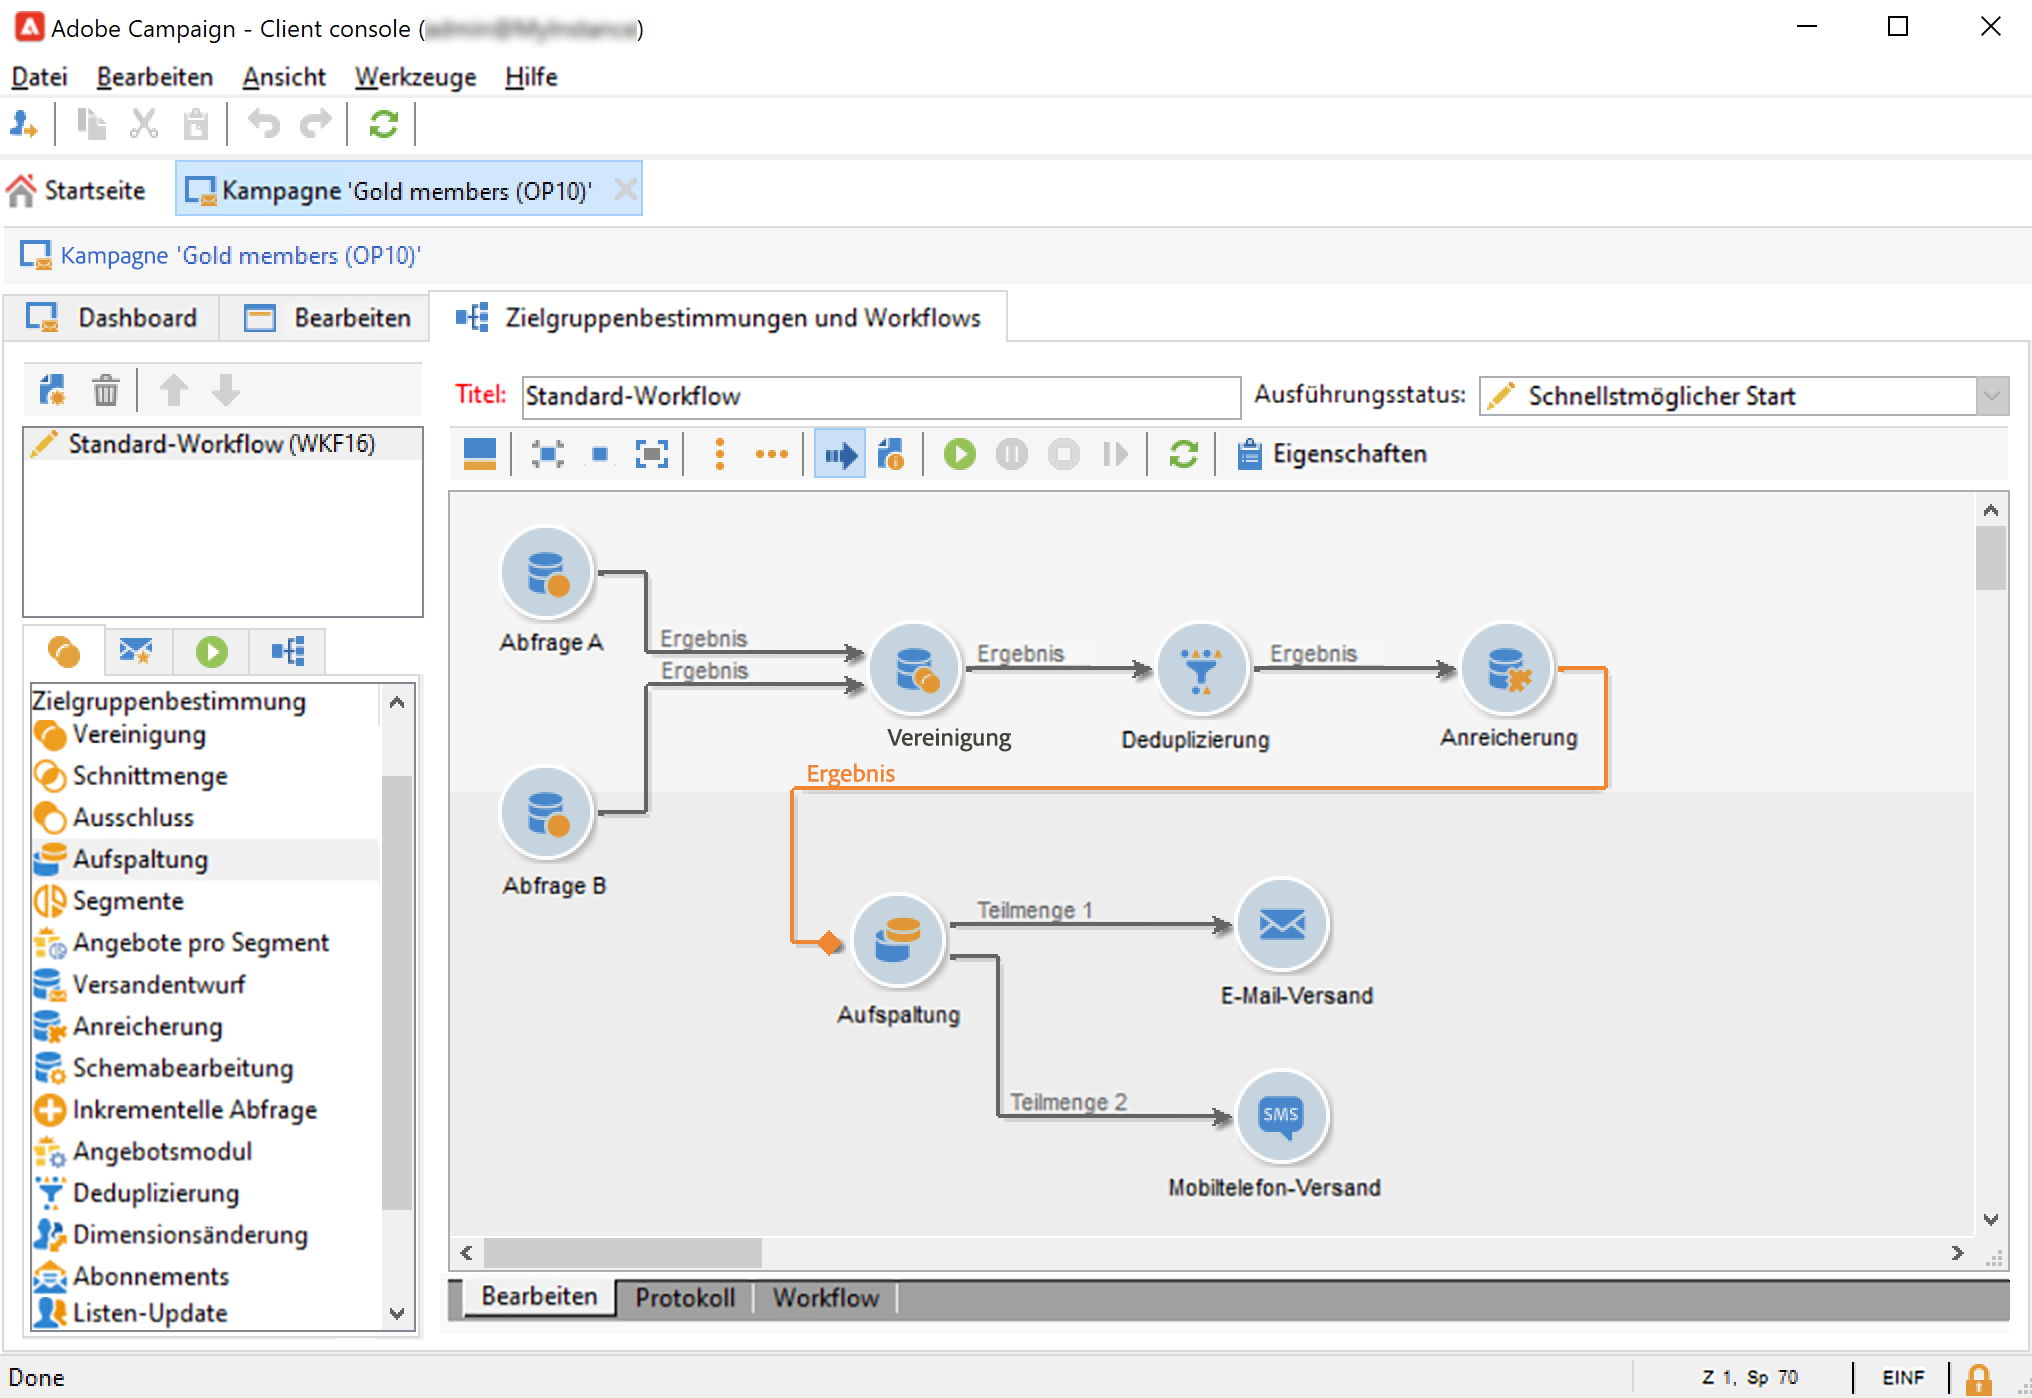 Adobe Campaign - Client console ( )
Datei Bearbeiten Ansicht Werkzeuge Hilfe
Startseite Kampagne 'Gold members (OP10)'
Kampagne 'Gold members (OP10)'
Dashboard Bearbeiten Zielgruppenbestimmungen und Workflows
Titel: Standard-Workflow Ausführungsstatus: Schnellstmöglicher Start
Standard-Workflow (WKF16)
Eigenschaften
Zielgruppenbestimmung
Vereinigung
Schnittmenge
Ausschluss
Aufspaltung
Segmente
Angebote pro Segment
Versandentwurf
Anreicherung
Schemabearbeitung
Inkrementelle Abfrage
Angebotsmodul
Deduplizierung
Dimensionsänderung
Abonnements
Listen-Update
Abfrage A
Ergebnis
Ergebnis
Ergebnis
Ergebnis
Vereinigung
Deduplizierung
Anreicherung
Ergebnis
Abfrage B
Teilmenge 1
E-Mail-Versand
Aufspaltung
Teilmenge 2
SMS
Mobiltelefon-Versand
Bearbeiten Protokoll Workflow
Done Z 1, Sp 70 EINF